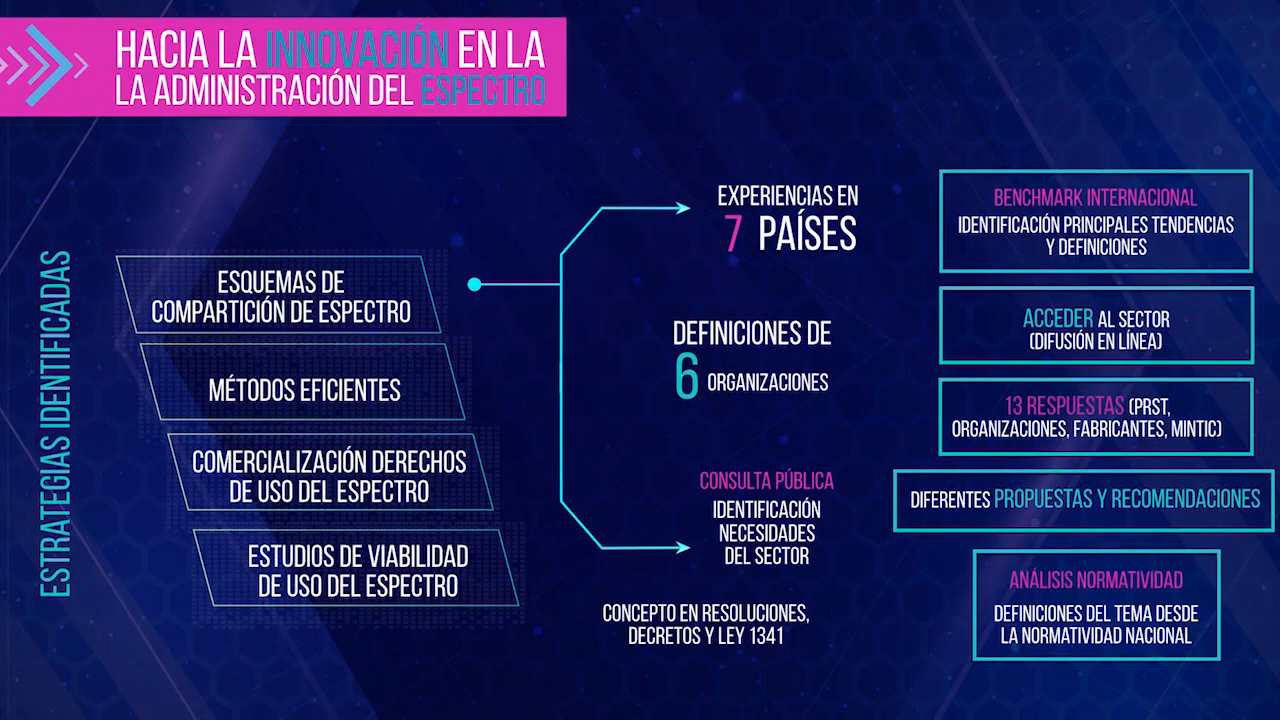 HACIA LA INNOVACIÓN EN LA
LA ADMINISTRACIÓN DEL ESPECTRO
ESTRATEGIAS IDENTIFICADAS
ESQUEMAS DE
COMPARTICIÓN DE ESPECTRO
MÉTODOS EFICIENTES
COMERCIALIZACIÓN DERECHOS
DE USO DEL ESPECTRO
ESTUDIOS DE VIABILIDAD
DE USO DEL ESPECTRO
EXPERIENCIAS EN
7 PAÍSES
DEFINICIONES DE
6 ORGANIZACIONES
CONSULTA PÚBLICA
IDENTIFICACIÓN
NECESIDADES
DEL SECTOR
CONCEPTO EN RESOLUCIONES,
DECRETOS Y LEY 1341
BENCHMARK INTERNACIONAL
IDENTIFICACIÓN PRINCIPALES TENDENCIAS
Y DEFINICIONES
ACCEDER AL SECTOR
(DIFUSIÓN EN LÍNEA)
13 RESPUESTAS (PRST,
ORGANIZACIONES, FABRICANTES, MINTIC)
DIFERENTES PROPUESTAS Y RECOMENDACIONES
ANÁLISIS NORMATIVIDAD
DEFINICIONES DEL TEMA DESDE
LA NORMATIVIDAD NACIONAL